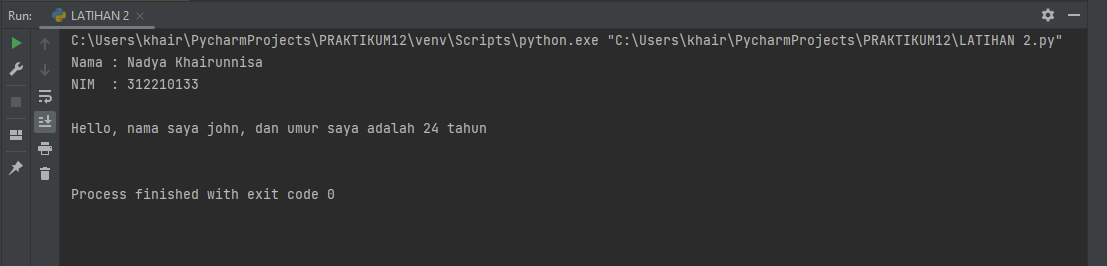 Run: LATIHAN 2
C:\Users\khair\PycharmProjects\PRAKTIKUM12\venv\Scripts\python.exe "C:\Users\khair\PycharmProjects\PRAKTIKUM12\LATIHAN 2.py"
Nama : Nadya Khairunnisa
NIM  : 312210133
Hello, nama saya john, dan umur saya adalah 24 tahun
Process finished with exit code 0